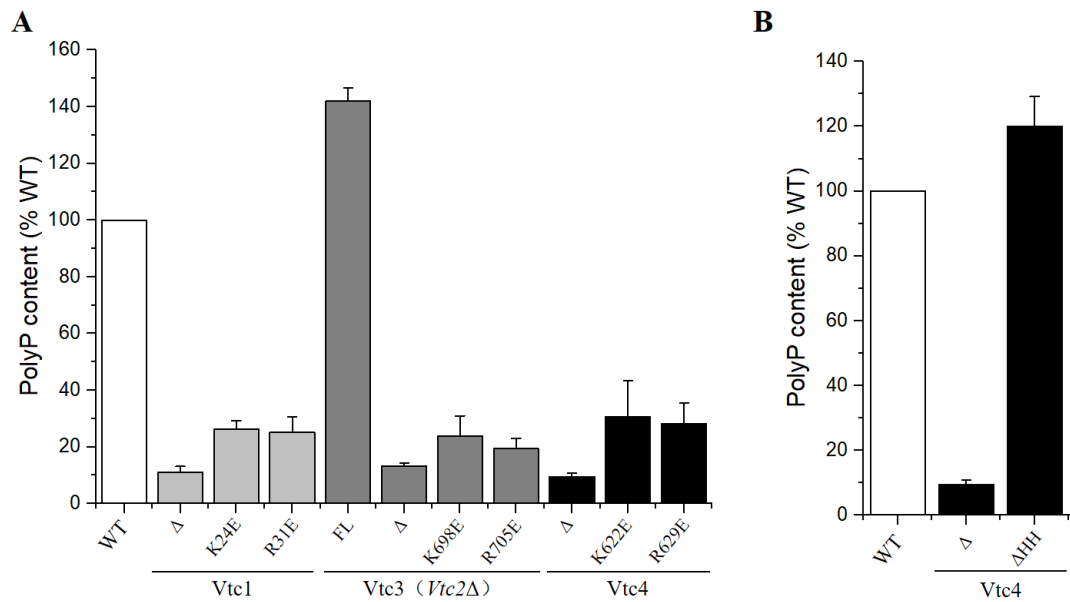 A
PolyP content (% WT)
160
140
120
100
80
60
40
20
0
WT
Δ
K24E
R31E
FL
Δ
K698E
R705E
Δ
K622E
R629E
Vtc1
Vtc3（Vtc2Δ）
Vtc4
B
PolyP content (% WT)
140
120
100
80
60
40
20
0
WT
Δ
ΔHH
Vtc4